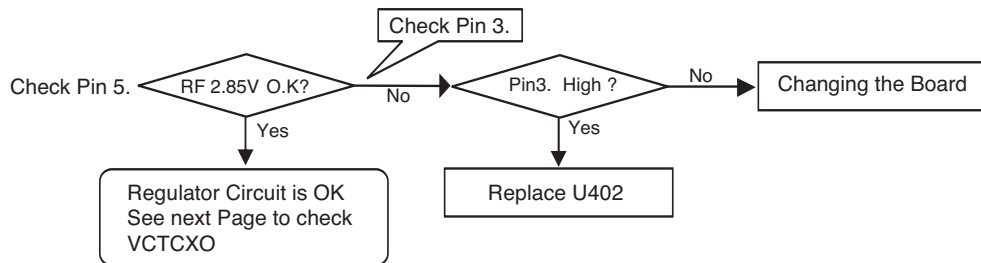 Check Pin 3.
Check Pin 5.
RF 2.85V O.K?
No
Pin3. High ?
No
Changing the Board
Yes
Yes
Regulator Circuit is OK
See next Page to check
VCTCXO
Replace U402